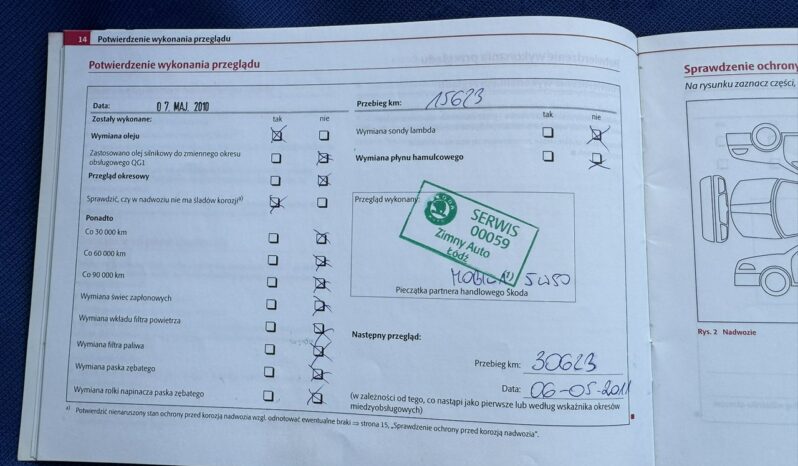 14 Potwierdzenie wykonania przeglądu
Potwierdzenie wykonania przeglądu
Data: 07. MAJ. 2010
Zostały wykonane: tak nie
Wymiana oleju
Zastosowano olej silnikowy do zmiennego okresu
obsługowego QG1
Przegląd okresowy
Sprawdzić, czy w nadwoziu nie ma śladów korozji a)
Ponadto
Co 30 000 km
Co 60 000 km
Co 90 000 km
Wymiana świec zapłonowych
Wymiana wkładu filtra powietrza
Wymiana filtra paliwa
Wymiana paska zębatego
Wymiana rolki napinacza paska zębatego
Przebieg km: 15623
tak nie
Wymiana sondy lambda
Wymiana płynu hamulcowego
Przegląd wykonany:
ŠKODA
SERWIS
00059
Zimny Auto
Łódź
5W30
Pieczątka partnera handlowego Škoda
Następny przegląd:
Przebieg km: 30623
Data: 06-05-2011
(w zależności od tego, co nastąpi jako pierwsze lub według wskaźnika okresów
międzyobsługowych)
a) Potwierdzić nienaruszony stan ochrony przed korozją nadwozia wzgl. odnotować ewentualne braki ⇒ strona 15, „Sprawdzenie ochrony przed korozją nadwozia".
Sprawdzenie ochrony
Na rysunku zaznacz części,
Rys. 2 Nadwozie